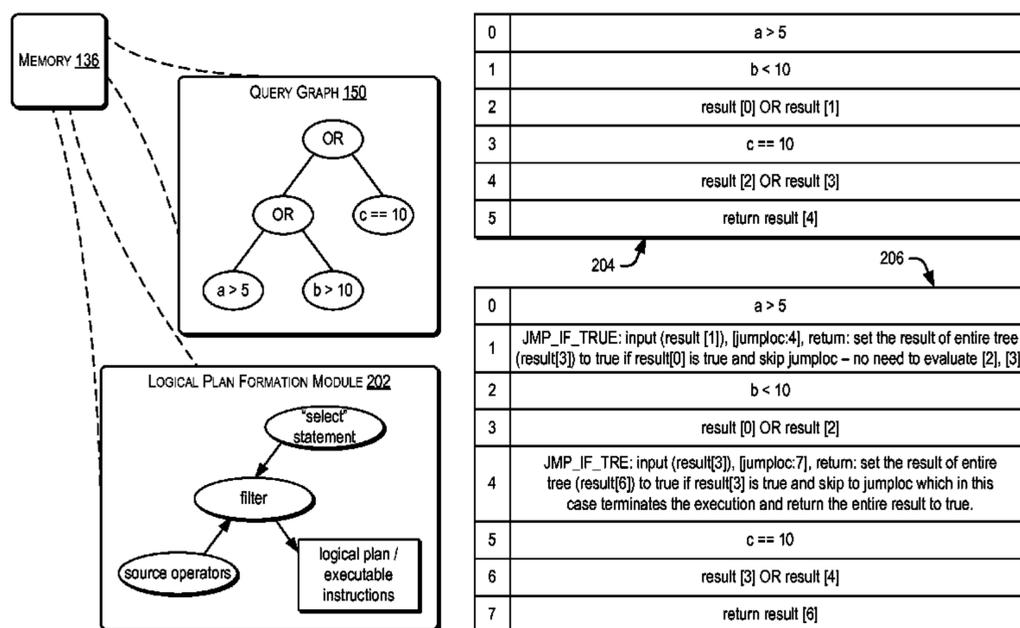 MEMORY 136
QUERY GRAPH 150
OR
OR
c == 10
a > 5
b > 10
LOGICAL PLAN FORMATION MODULE 202
"select"
statement
filter
source operators
logical plan /
executable
instructions
0 a > 5
1 b < 10
2 result [0] OR result [1]
3 c == 10
4 result [2] OR result [3]
5 return result [4]
204
206
0 a > 5
1 JMP_IF_TRUE: input (result [1]), [jumploc:4], return: set the result of entire tree
(result[3]) to true if result[0] is true and skip jumploc – no need to evaluate [2], [3]
2 b < 10
3 result [0] OR result [2]
4 JMP_IF_TRE: input (result[3]), [jumploc:7], return: set the result of entire
tree (result[6]) to true if result[3] is true and skip to jumploc which in this
case terminates the execution and return the entire result to true.
5 c == 10
6 result [3] OR result [4]
7 return result [6]